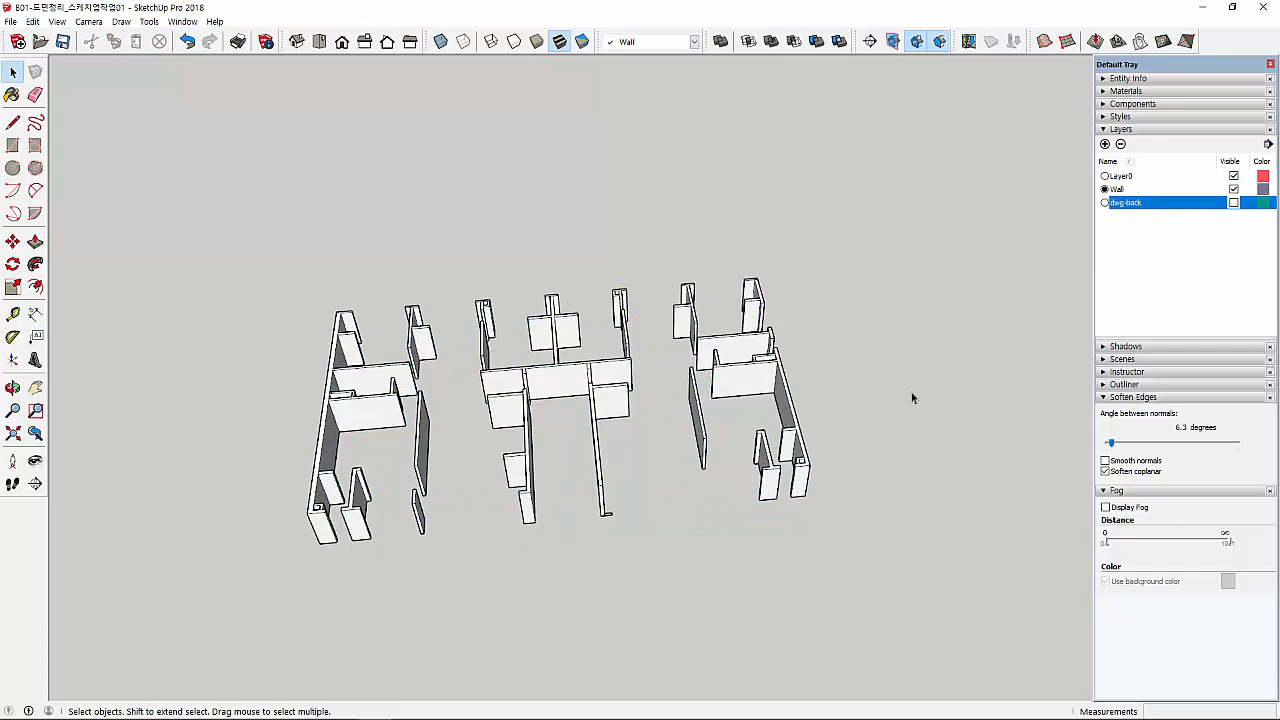 B01-도면정리_스케치업작업01 - SketchUp Pro 2018
File Edit View Camera Draw Tools Window Help
✓ Wall
Default Tray
Entity Info
Materials
Components
Styles
Layers
Name Visible Color
Layer0
Wall
dwg-back
Shadows
Scenes
Instructor
Outliner
Soften Edges
Angle between normals:
6.3 degrees
Smooth normals
Soften coplanar
Fog
Display Fog
Distance
0 ∞
Color
Use background color
Select objects. Shift to extend select. Drag mouse to select multiple.
Measurements